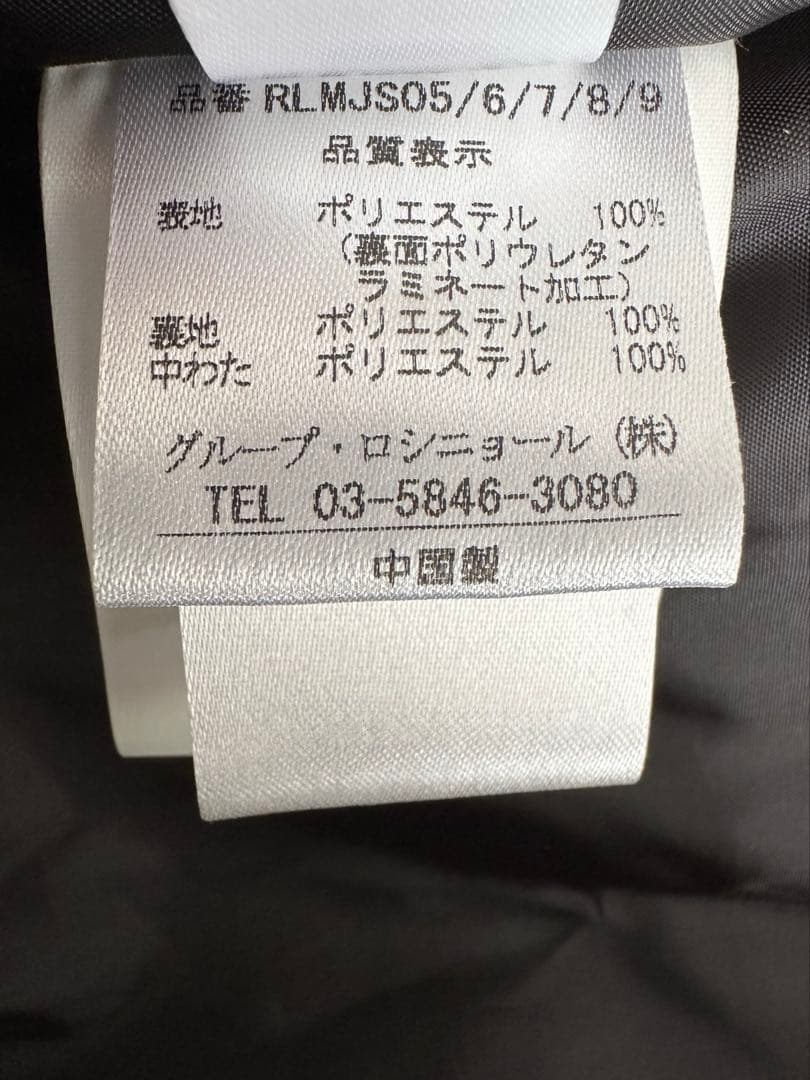 品番 RLMJS05/6/7/8/9
品質表示
表地 ポリエステル 100%
(裏面ポリウレタン
ラミネート加工)
裏地 ポリエステル 100%
中わた ポリエステル 100%
グループ・ロシニョール (株)
TEL 03-5846-3080
中国製